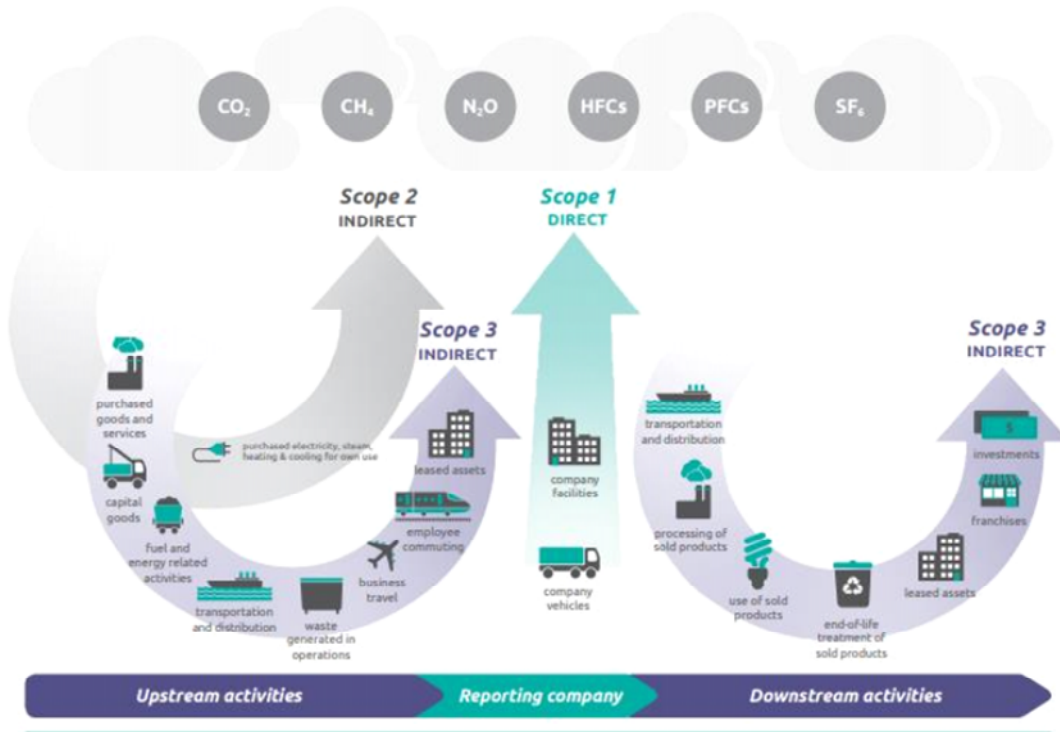 CO₂
CH₄
N₂O
HFCs
PFCs
SF₆
Scope 2
INDIRECT
Scope 1
DIRECT
Scope 3
INDIRECT
Scope 3
INDIRECT
purchased
goods and
services
capital
goods
fuel and
energy related
activities
transportation
and distribution
waste
generated in
operations
business
travel
employee
commuting
leased assets
purchased electricity, steam,
heating & cooling for own use
company
facilities
company
vehicles
transportation
and distribution
processing of
sold products
use of sold
products
end-of-life
treatment of
sold products
leased assets
franchises
$
investments
Upstream activities
Reporting company
Downstream activities